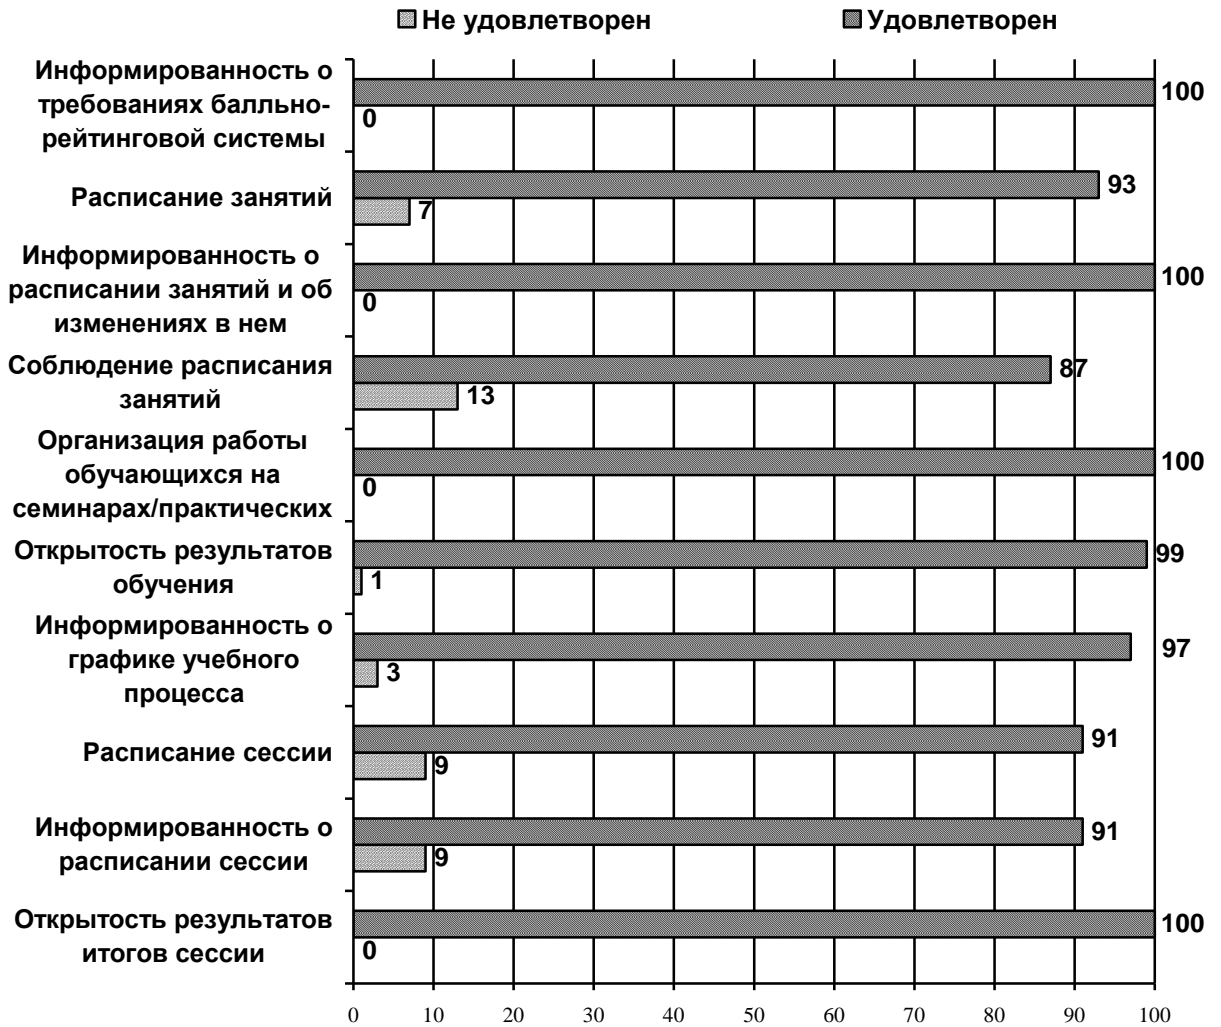 Не удовлетворен
Удовлетворен
Информированность о
требованиях балльно-
рейтинговой системы
100
0
Расписание занятий
93
7
Информированность о
расписании занятий и об
изменениях в нем
100
0
Соблюдение расписания
занятий
87
13
Организация работы
обучающихся на
семинарах/практических
100
0
Открытость результатов
обучения
99
1
Информированность о
графике учебного
процесса
97
3
Расписание сессии
91
9
Информированность о
расписании сессии
91
9
Открытость результатов
итогов сессии
100
0
0 10 20 30 40 50 60 70 80 90 100